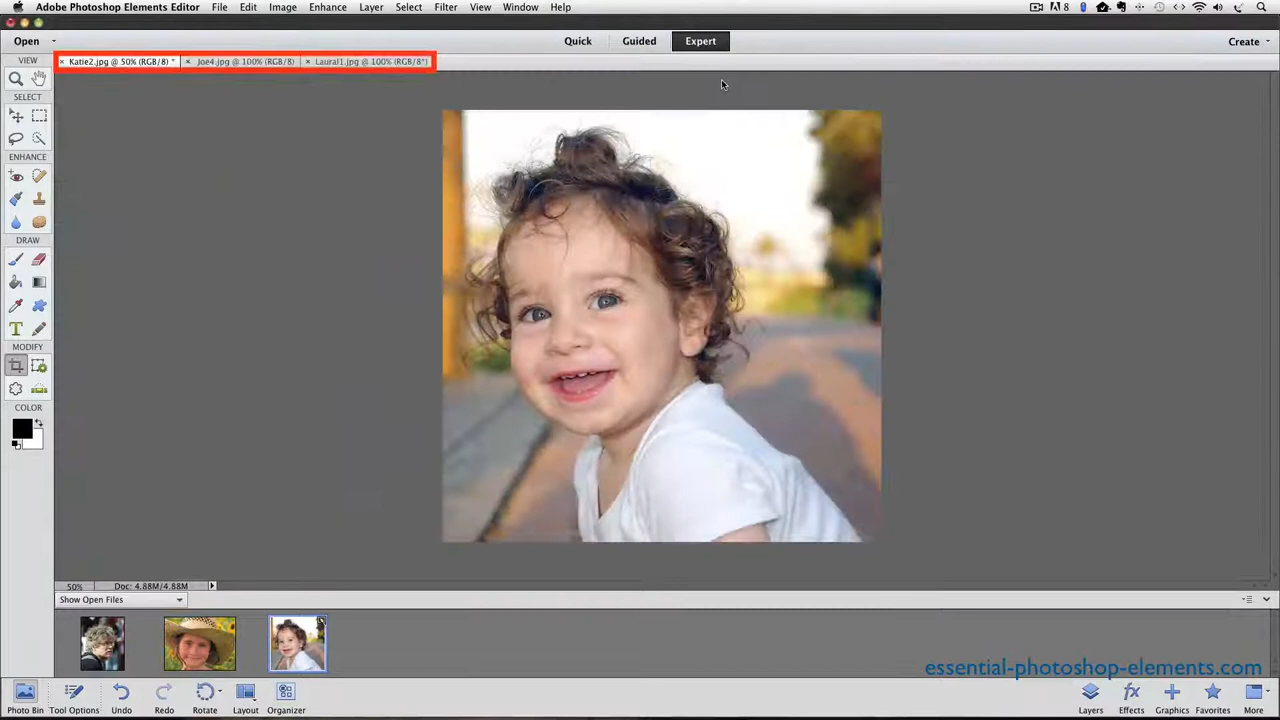 Adobe Photoshop Elements Editor File Edit Image Enhance Layer Select Filter View Window Help
8
Open Quick Guided Expert Create
VIEW
× Katie2.jpg @ 50% (RGB/8) * × Joe4.jpg @ 100% (RGB/8) × Laura!1.jpg @ 100% (RGB/8*)
SELECT
ENHANCE
DRAW
T
MODIFY
COLOR
50% Doc: 4.88M/4.88M
Show Open Files
essential-photoshop-elements.com
Photo Bin Tool Options Undo Redo Rotate Layout Organizer Layers Effects Graphics Favorites More